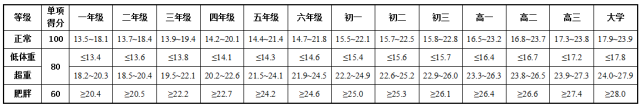 等级 单项得分 一年级 二年级 三年级 四年级 五年级 六年级 初一 初二 初三 高一 高二 高三 大学
正常 100 13.5~18.1 13.7~18.4 13.9~19.4 14.2~20.1 14.4~21.4 14.7~21.8 15.5~22.1 15.7~22.5 15.8~22.8 16.5~23.2 16.8~23.7 17.3~23.8 17.9~23.9
低体重 80 ≤13.4 ≤13.6 ≤13.8 ≤14.1 ≤14.3 ≤14.6 ≤15.4 ≤15.6 ≤15.7 ≤16.4 ≤16.7 ≤17.2 ≤17.8
超重 18.2~20.3 18.5~20.4 19.5~22.1 20.2~22.6 21.5~24.1 21.9~24.5 22.2~24.9 22.6~25.2 22.9~26.0 23.3~26.3 23.8~26.5 23.9~27.3 24.0~27.9
肥胖 60 ≥20.4 ≥20.5 ≥22.2 ≥22.7 ≥24.2 ≥24.6 ≥25.0 ≥25.3 ≥26.1 ≥26.4 ≥26.6 ≥27.4 ≥28.0